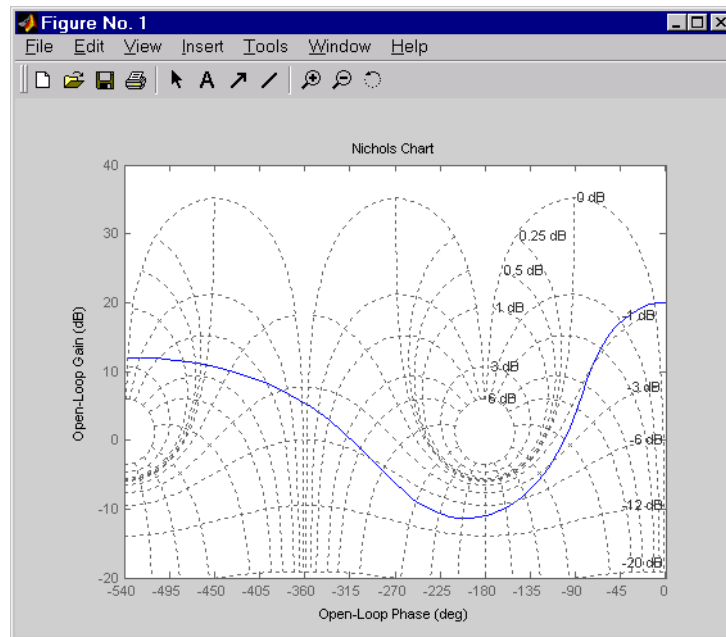 Figure No. 1
File Edit View Insert Tools Window Help
A
Nichols Chart
Open-Loop Gain (dB)
40
30
20
10
0
-10
-20
0 dB
0.25 dB
0.5 dB
1 dB
-1 dB
3 dB
-3 dB
6 dB
-6 dB
-12 dB
-20 dB
-540 -495 -450 -405 -360 -315 -270 -225 -180 -135 -90 -45 0
Open-Loop Phase (deg)